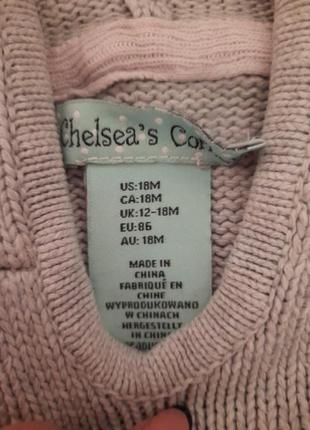 Chelsea's
US:18M
CA:18M
UK:12-18M
EU:86
AU: 18M
MADE IN
CHINA
FABRIQUÉ EN
CHINE
WYPRODUKOWANO
W CHINACH
HERGESTELLT
IN CHINA